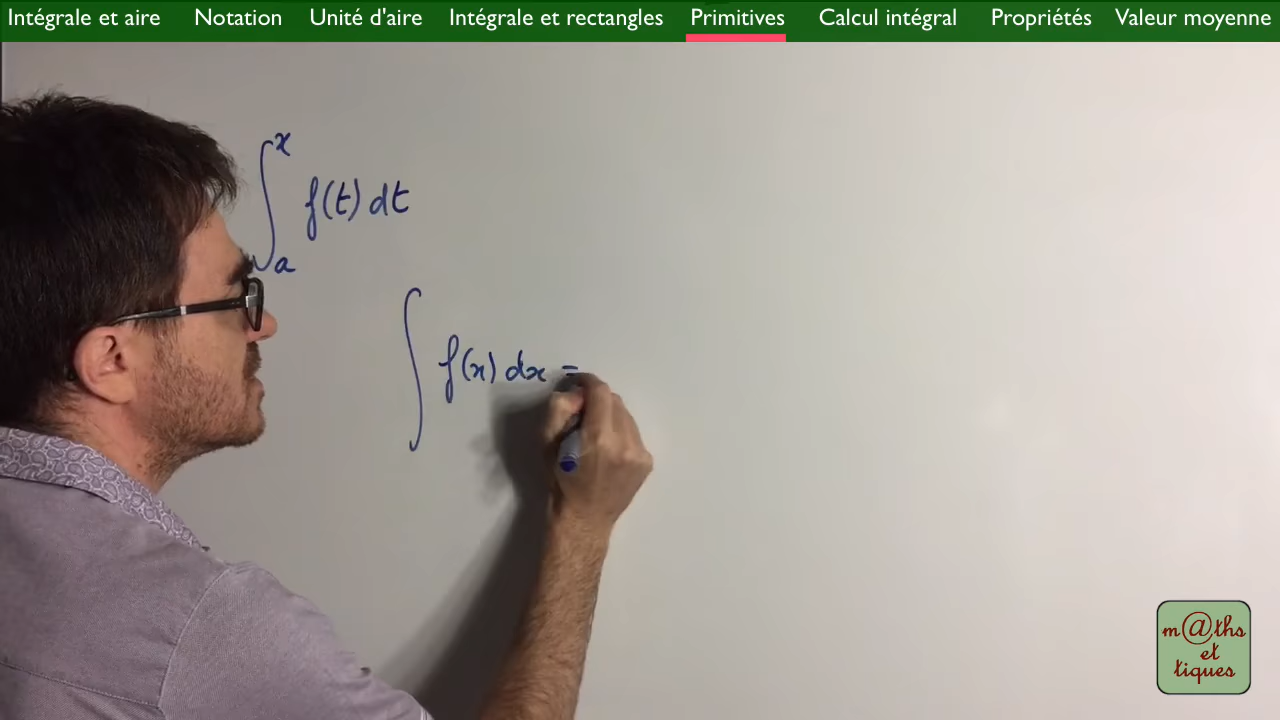 Intégrale et aire Notation Unité d'aire Intégrale et rectangles Primitives Calcul intégral Propriétés Valeur moyenne
∫ₐˣ f(t) dt
∫ f(x) dx =
m@ths
et
tiques